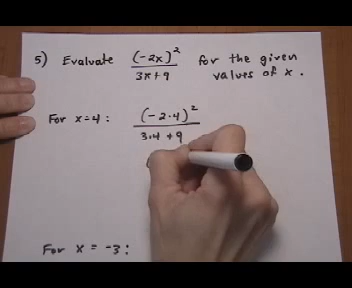 5) Evaluate (-2x)² / 3x+9 for the given
values of x.
For x=4: (-2·4)² / 3·4 +9
For x = -3: